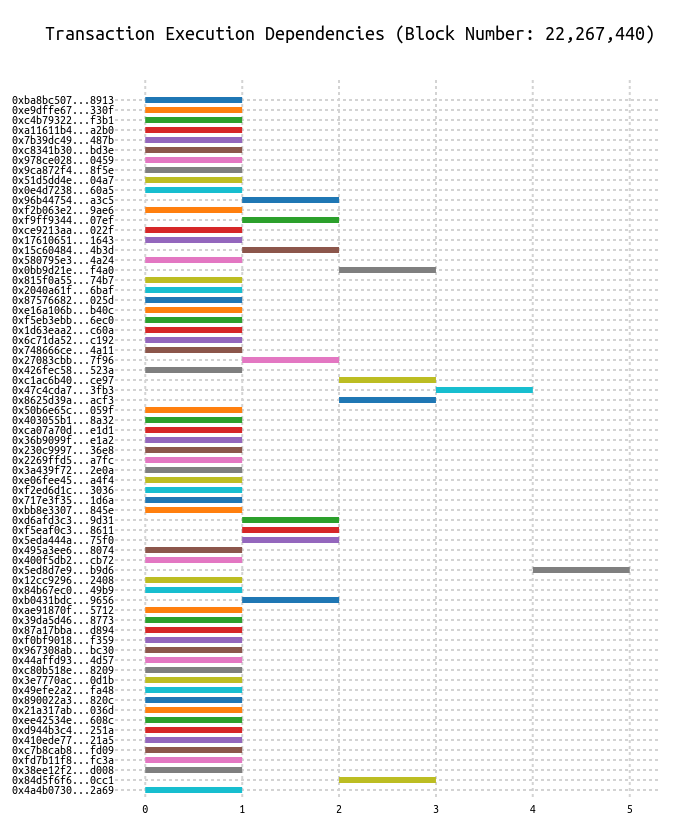 Transaction Execution Dependencies (Block Number: 22,267,440)
0xba8bc507...8913
0xe9dffe67...330f
0xc4b79322...f3b1
0xa11611b4...a2b0
0x7b39dc49...487b
0xc8341b30...bd3e
0x978ce028...0459
0x9ca872f4...8f5e
0x51d5dd4e...04a7
0x0e4d7238...60a5
0x96b44754...a3c5
0xf2b063e2...9ae6
0xf9ff9344...07ef
0xce9213aa...022f
0x17610651...1643
0x15c60484...4b3d
0x580795e3...4a24
0x0bb9d21e...f4a0
0x815f0a55...74b7
0x2040a61f...6baf
0x87576682...025d
0xe16a106b...b40c
0xf5eb3ebb...6ec0
0x1d63eaa2...c60a
0x6c71da52...c192
0x748666ce...4a11
0x27083cbb...7f96
0x426fec58...523a
0xc1ac6b40...ce97
0x47c4cda7...3fb3
0x8625d39a...acf3
0x50b6e65c...059f
0x403055b1...8a32
0xca07a70d...e1d1
0x36b9099f...e1a2
0x230c9997...36e8
0x2269ffd5...a7fc
0x3a439f72...2e0a
0xe06fee45...a4f4
0xf2ed6d1c...3036
0x717e3f35...1d6a
0xbb8e3307...845e
0xd6afd3c3...9d31
0xf5eaf0c3...8611
0x5eda444a...75f0
0x495a3ee6...8074
0x400f5db2...cb72
0x5ed8d7e9...b9d6
0x12cc9296...2408
0x84b67ec0...49b9
0xb0431bdc...9656
0xae91870f...5712
0x39da5d46...8773
0x87a17bba...d894
0xf0bf9018...f359
0x967308ab...bc30
0x44affd93...4d57
0xc80b518e...8209
0x3e7770ac...0d1b
0x49efe2a2...fa48
0x890022a3...820c
0x21a317ab...036d
0xee42534e...608c
0xd944b3c4...251a
0x410ede77...21a5
0xc7b8cab8...fd09
0xfd7b11f8...fc3a
0x38ee12f2...d008
0x84d5f6f6...0cc1
0x4a4b0730...2a69
0 1 2 3 4 5